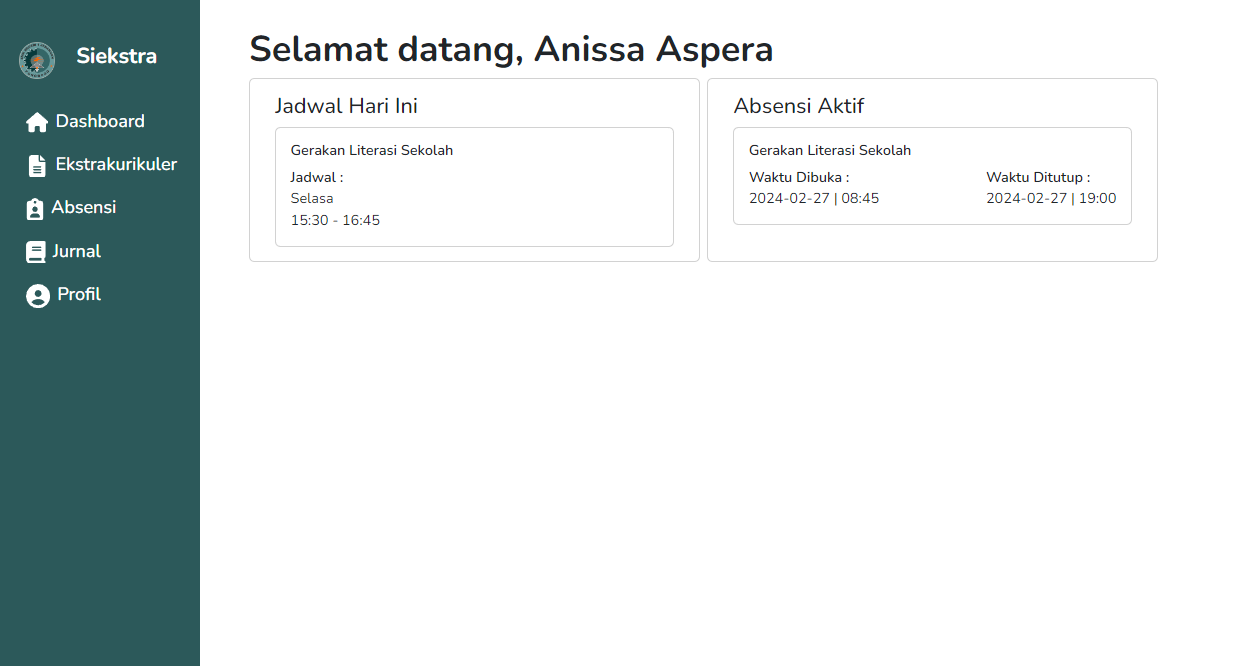 Siekstra
Dashboard
Ekstrakurikuler
Absensi
Jurnal
Profil
Selamat datang, Anissa Aspera
Jadwal Hari Ini
Gerakan Literasi Sekolah
Jadwal :
Selasa
15:30 - 16:45
Absensi Aktif
Gerakan Literasi Sekolah
Waktu Dibuka :
2024-02-27 | 08:45
Waktu Ditutup :
2024-02-27 | 19:00